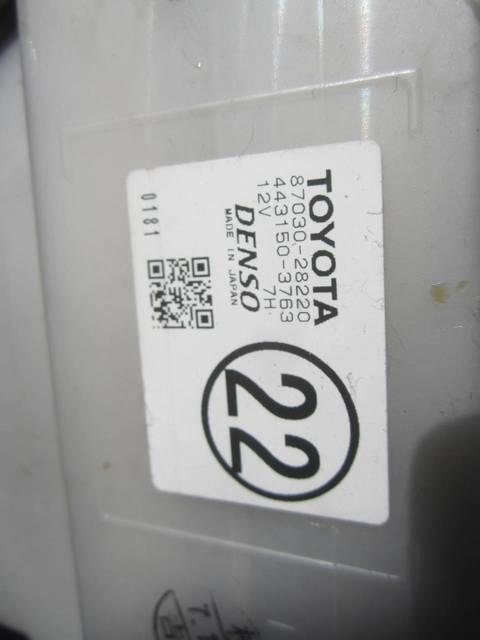 TOYOTA
87030-28220
443150-3763
12V 7H
DENSO
MADE IN JAPAN
0181
22